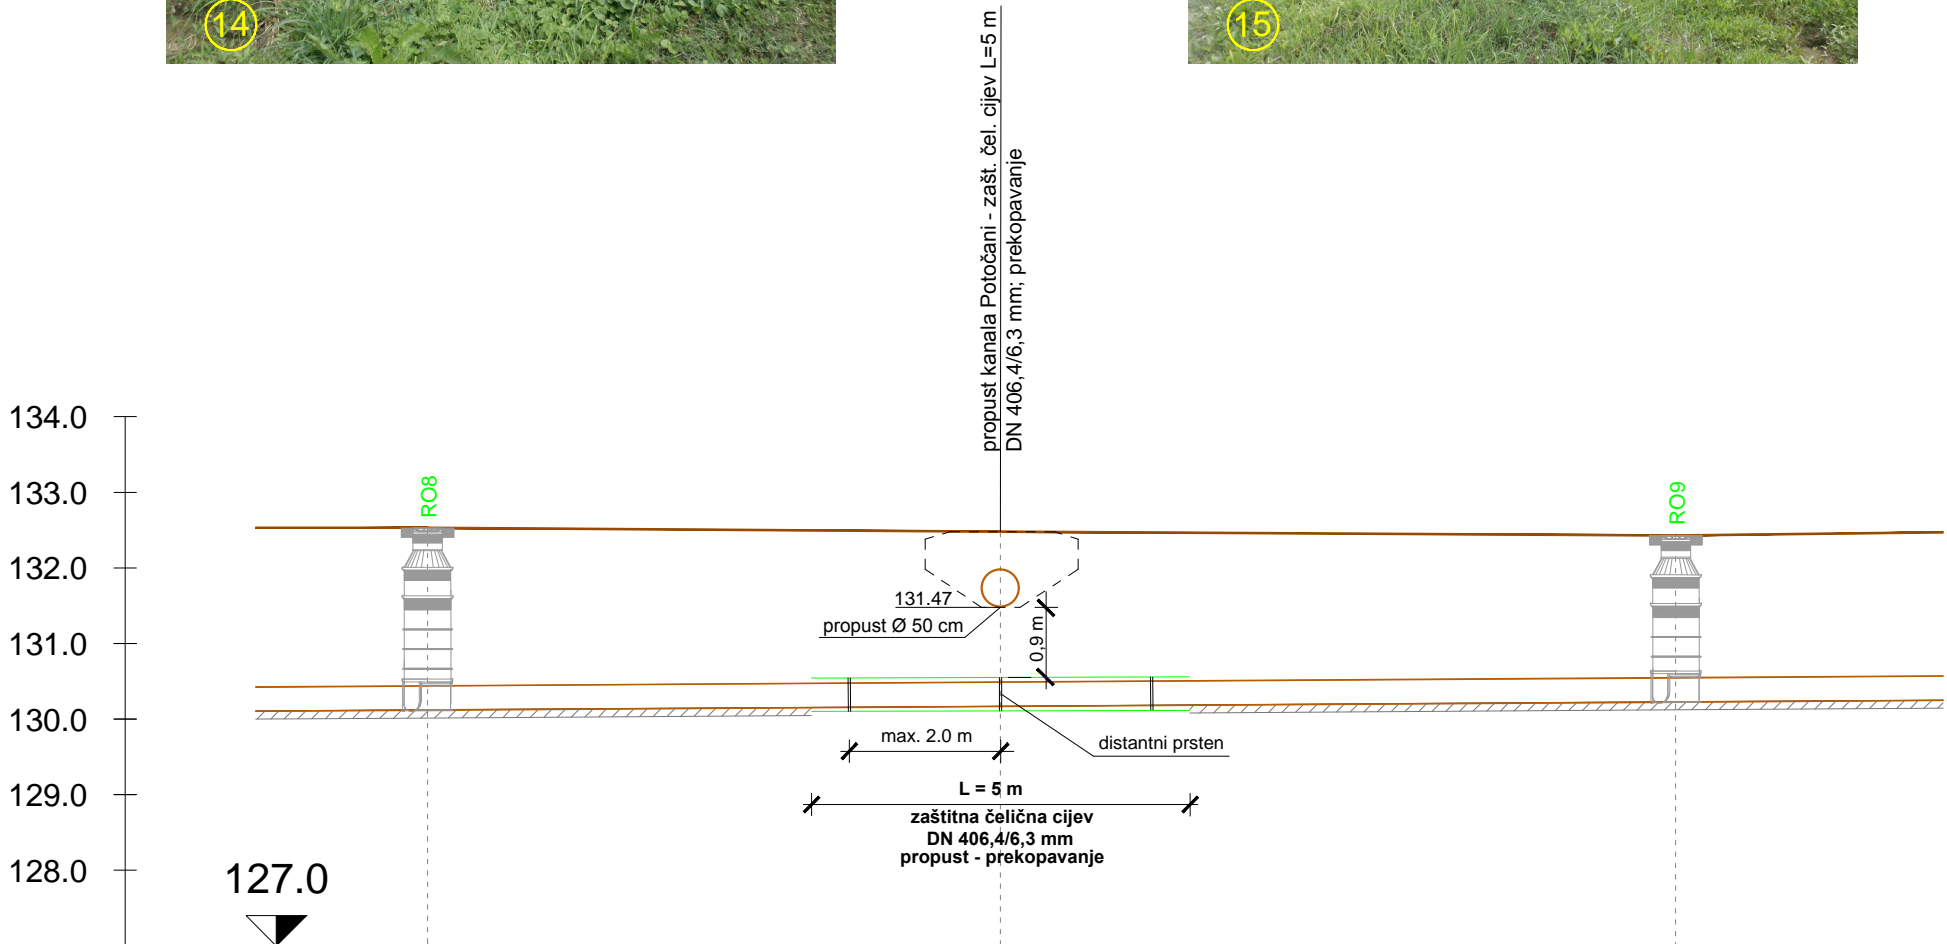 14
15
propust kanala Potočani - zašt. čel. cijev L=5 m
DN 406,4/6,3 mm; prekopavanje
134.0
133.0
132.0
131.0
130.0
129.0
128.0
127.0
RO8
RO9
131.47
propust Ø 50 cm
0,9 m
max. 2.0 m
distantni prsten
L = 5 m
zaštitna čelična cijev
DN 406,4/6,3 mm
propust - prekopavanje